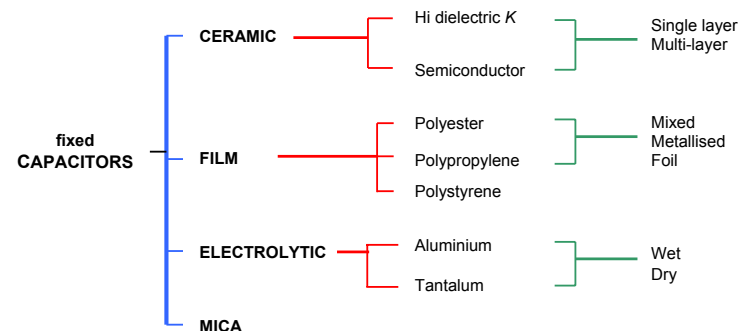 fixed
CAPACITORS
CERAMIC
Hi dielectric K
Semiconductor
Single layer
Multi-layer
FILM
Polyester
Polypropylene
Polystyrene
Mixed
Metallised
Foil
ELECTROLYTIC
Aluminium
Tantalum
Wet
Dry
MICA